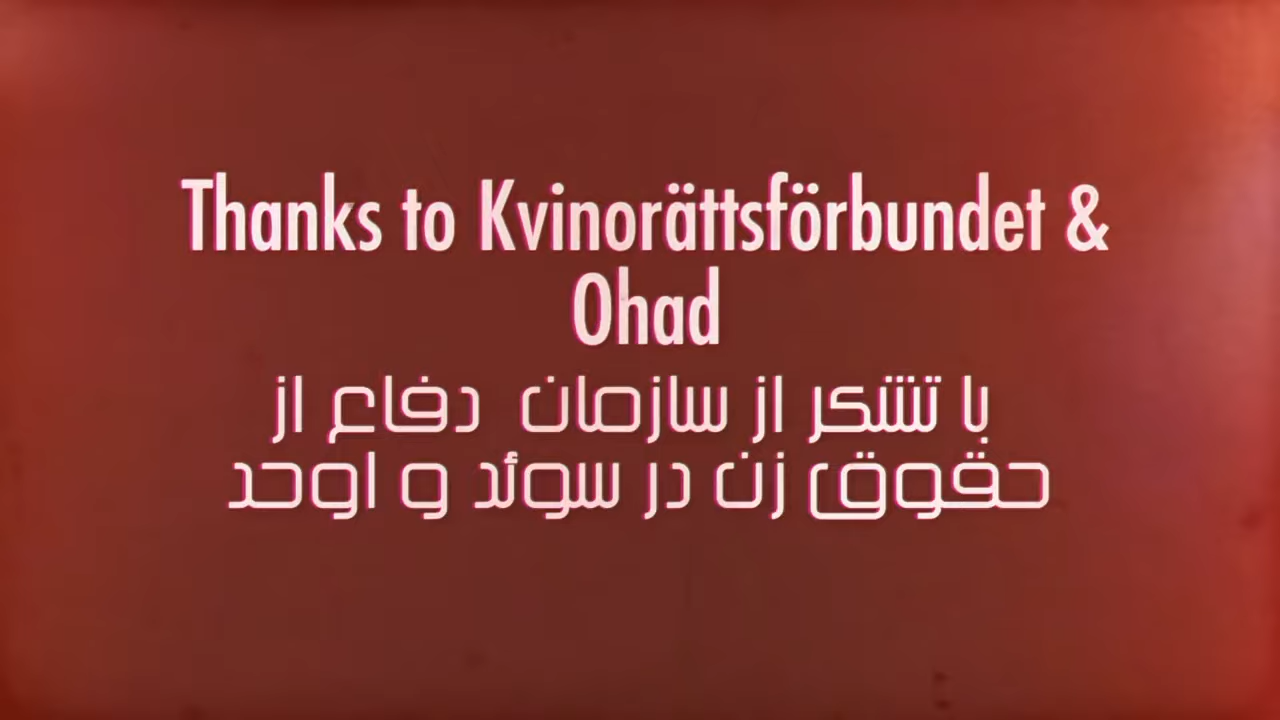 Thanks to Kvinorättsförbundet &
Ohad
با تشکر از سازمان دفاع از
حقوق زن در سوئد و اوحد